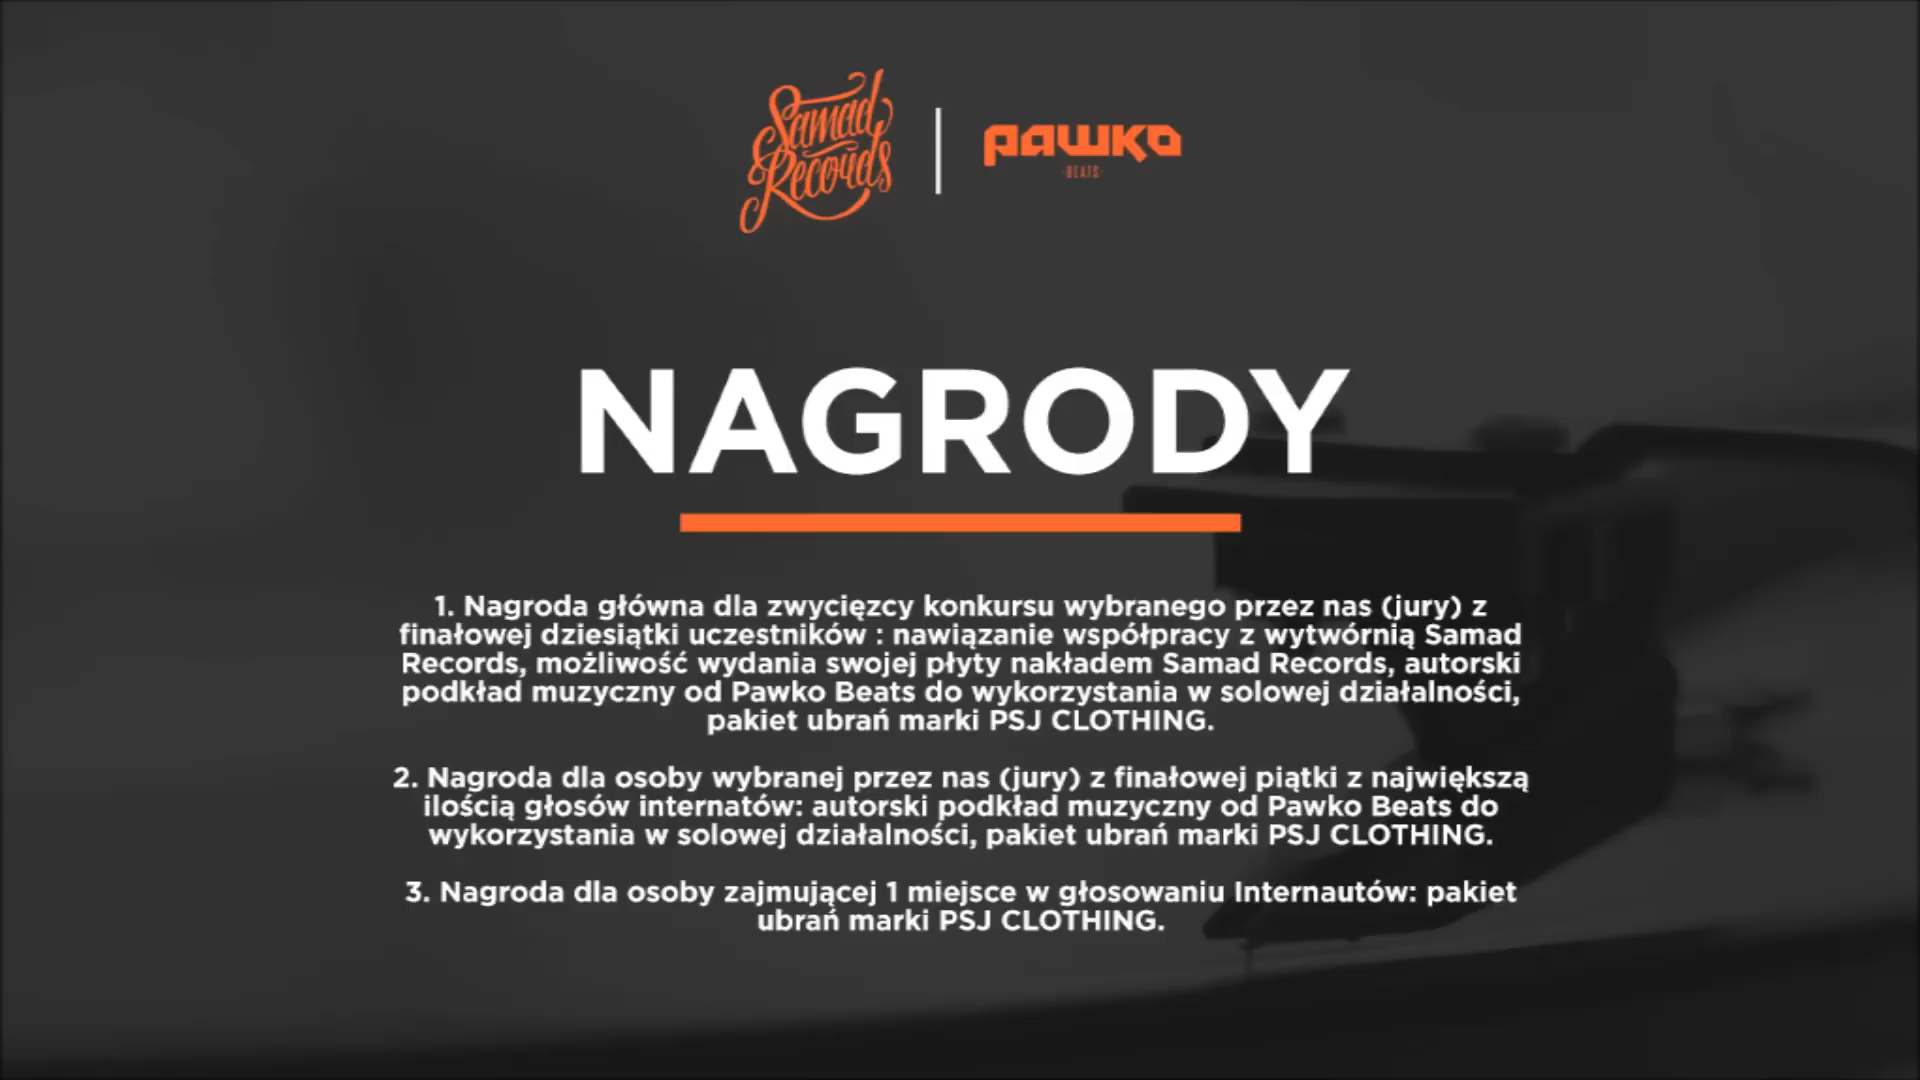 Samad
Records
PAWKO
BEATS
NAGRODY
1. Nagroda główna dla zwycięzcy konkursu wybranego przez nas (jury) z
finałowej dziesiątki uczestników : nawiązanie współpracy z wytwórnią Samad
Records, możliwość wydania swojej płyty nakładem Samad Records, autorski
podkład muzyczny od Pawko Beats do wykorzystania w solowej działalności,
pakiet ubrań marki PSJ CLOTHING.
2. Nagroda dla osoby wybranej przez nas (jury) z finałowej piątki z największą
ilością głosów internatów: autorski podkład muzyczny od Pawko Beats do
wykorzystania w solowej działalności, pakiet ubrań marki PSJ CLOTHING.
3. Nagroda dla osoby zajmującej 1 miejsce w głosowaniu Internautów: pakiet
ubrań marki PSJ CLOTHING.